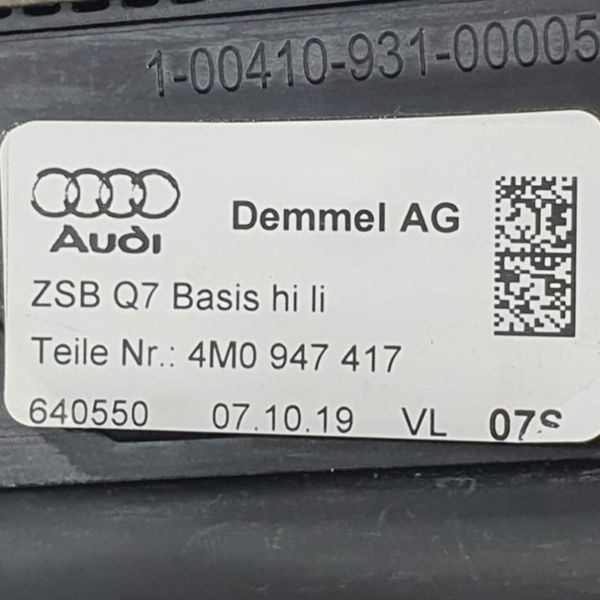 1-00410-931-00005
Audi
Demmel AG
ZSB Q7 Basis hi li
Teile Nr.: 4M0 947 417
640550 07.10.19 VL